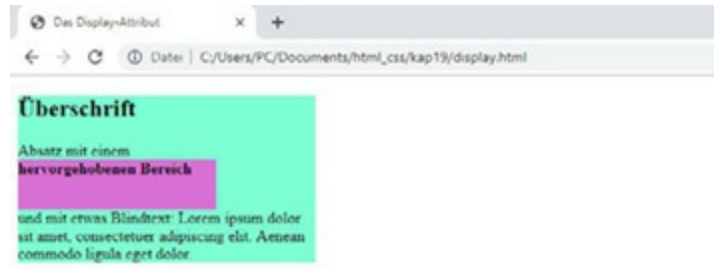 Das Display-Attribut
Datei | C:/Users/PC/Documents/html_css/kap19/display.html
Überschrift
Absatz mit einem
hervorgehobenen Bereich
und mit etwas Blindtext: Lorem ipsum dolor
sit amet, consectetuer adipiscing elit. Aenean
commodo ligula eget dolor.